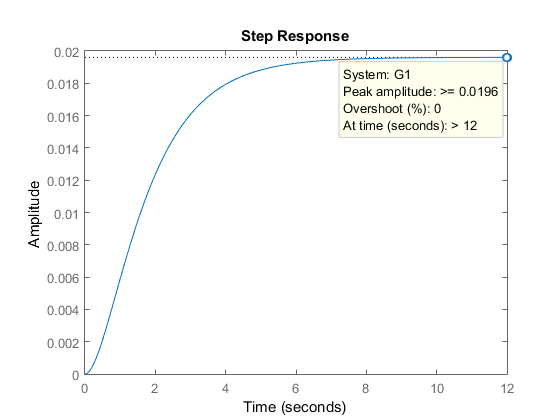 Step Response
0.02
0.018
0.016
0.014
0.012
0.01
0.008
0.006
0.004
0.002
0
Amplitude
System: G1
Peak amplitude: >= 0.0196
Overshoot (%): 0
At time (seconds): > 12
0 2 4 6 8 10 12
Time (seconds)